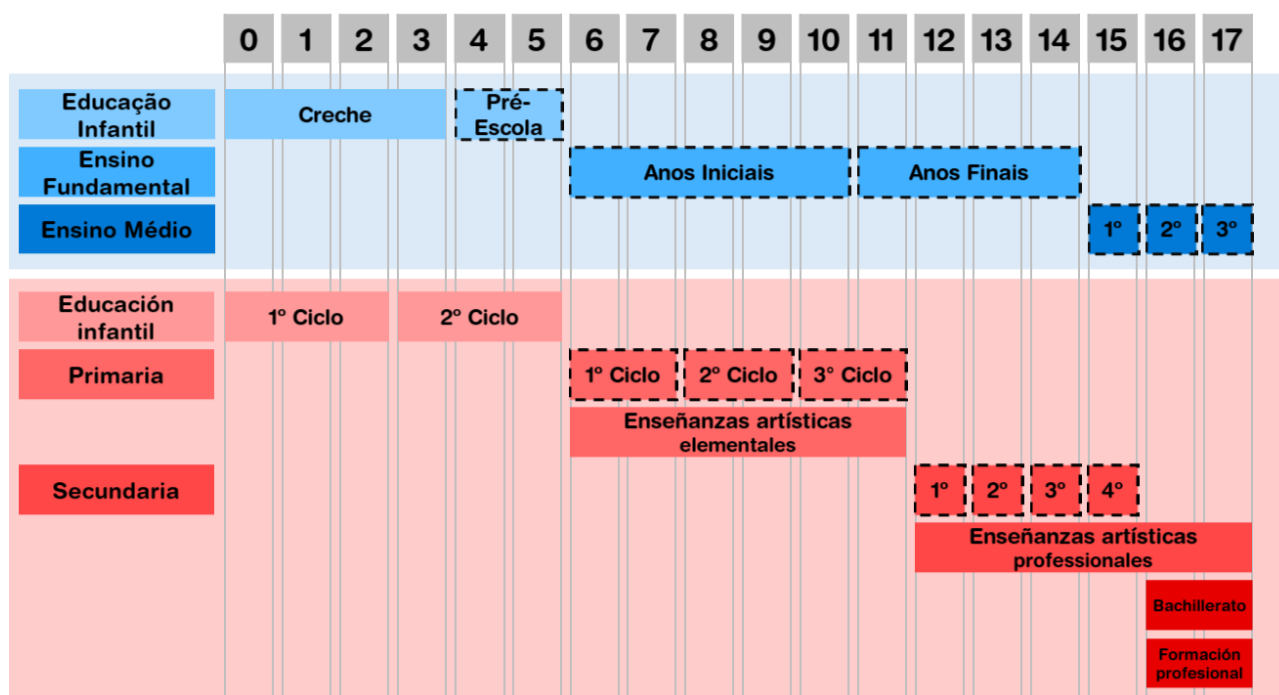 0 1 2 3 4 5 6 7 8 9 10 11 12 13 14 15 16 17
Educação
Infantil
Creche
Pré-
Escola
Ensino
Fundamental
Anos Iniciais
Anos Finais
Ensino Médio
1º
2º
3º
Educación
infantil
1º Ciclo
2º Ciclo
Primaria
1º Ciclo
2º Ciclo
3° Ciclo
Enseñanzas artísticas
elementales
Secundaria
1º
2º
3º
4º
Enseñanzas artísticas
professionales
Bachillerato
Formación
profesional